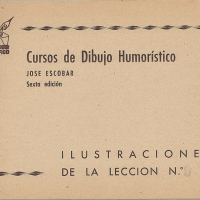 Cursos de Dibujo Humorístico
JOSE ESCOBAR
Sexta edición
ILUSTRACIONE
DE LA LECCION N.º